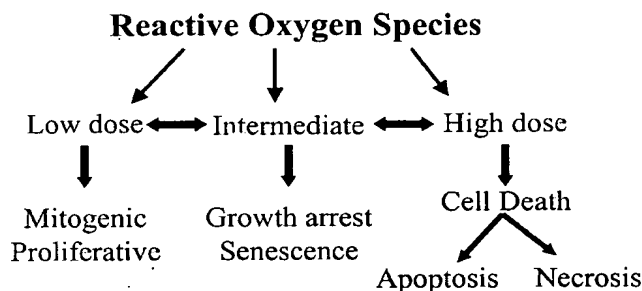 Reactive Oxygen Species
Low dose Intermediate High dose
Mitogenic
Proliferative
Growth arrest
Senescence
Cell Death
Apoptosis Necrosis